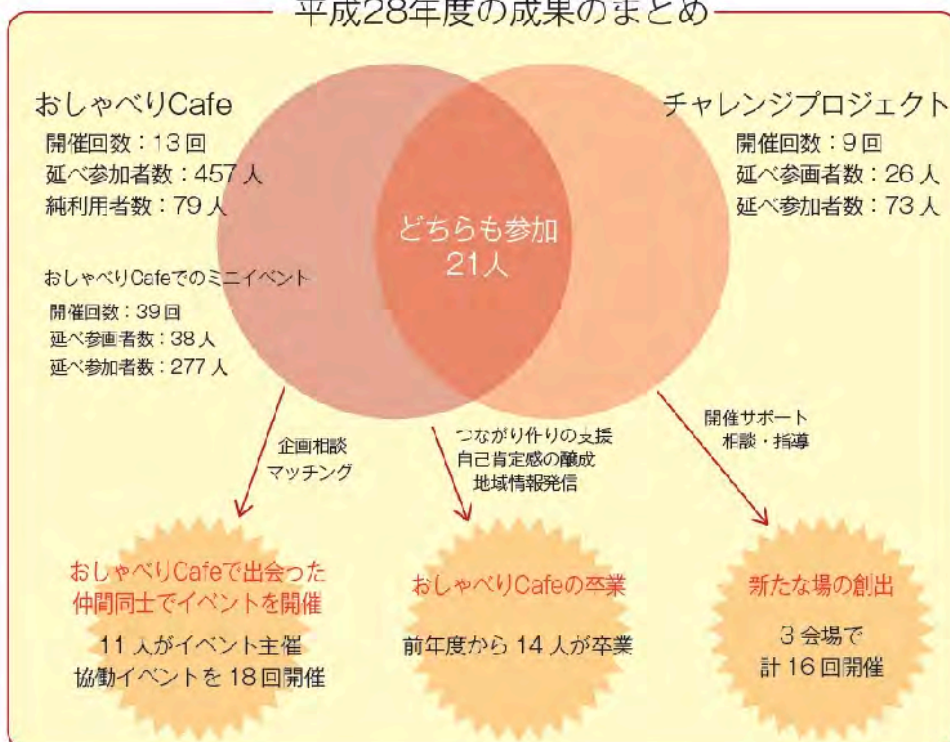 平成28年度の成果のまとめ
おしゃべりCafe
開催回数：13回
延べ参加者数：457人
純利用者数：79人
おしゃべりCafeでのミニイベント
開催回数：39回
延べ参画者数：38人
延べ参加者数：277人
どちらも参加
21人
チャレンジプロジェクト
開催回数：9回
延べ参画者数：26人
延べ参加者数：73人
企画相談
マッチング
つながり作りの支援
自己肯定感の醸成
地域情報発信
開催サポート
相談・指導
おしゃべりCafeで出会った
仲間同士でイベントを開催
11人がイベント主催
協働イベントを18回開催
おしゃべりCafeの卒業
前年度から14人が卒業
新たな場の創出
3会場で
計16回開催